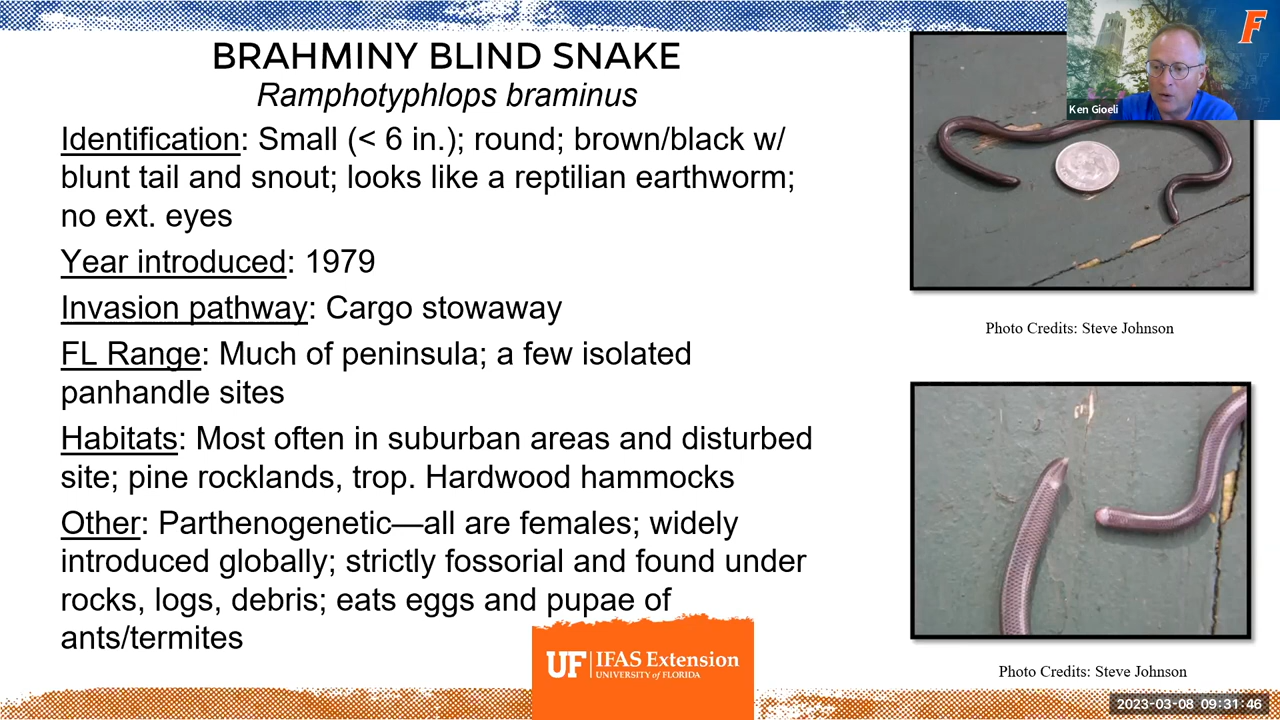 BRAHMINY BLIND SNAKE
Ramphotyphlops braminus
Identification: Small (< 6 in.); round; brown/black w/
blunt tail and snout; looks like a reptilian earthworm;
no ext. eyes
Year introduced: 1979
Invasion pathway: Cargo stowaway
FL Range: Much of peninsula; a few isolated
panhandle sites
Habitats: Most often in suburban areas and disturbed
site; pine rocklands, trop. Hardwood hammocks
Other: Parthenogenetic—all are females; widely
introduced globally; strictly fossorial and found under
rocks, logs, debris; eats eggs and pupae of
ants/termites
F
Ken Gioeli
Photo Credits: Steve Johnson
Photo Credits: Steve Johnson
UF IFAS Extension
UNIVERSITY of FLORIDA
2023-03-08 09:31:46